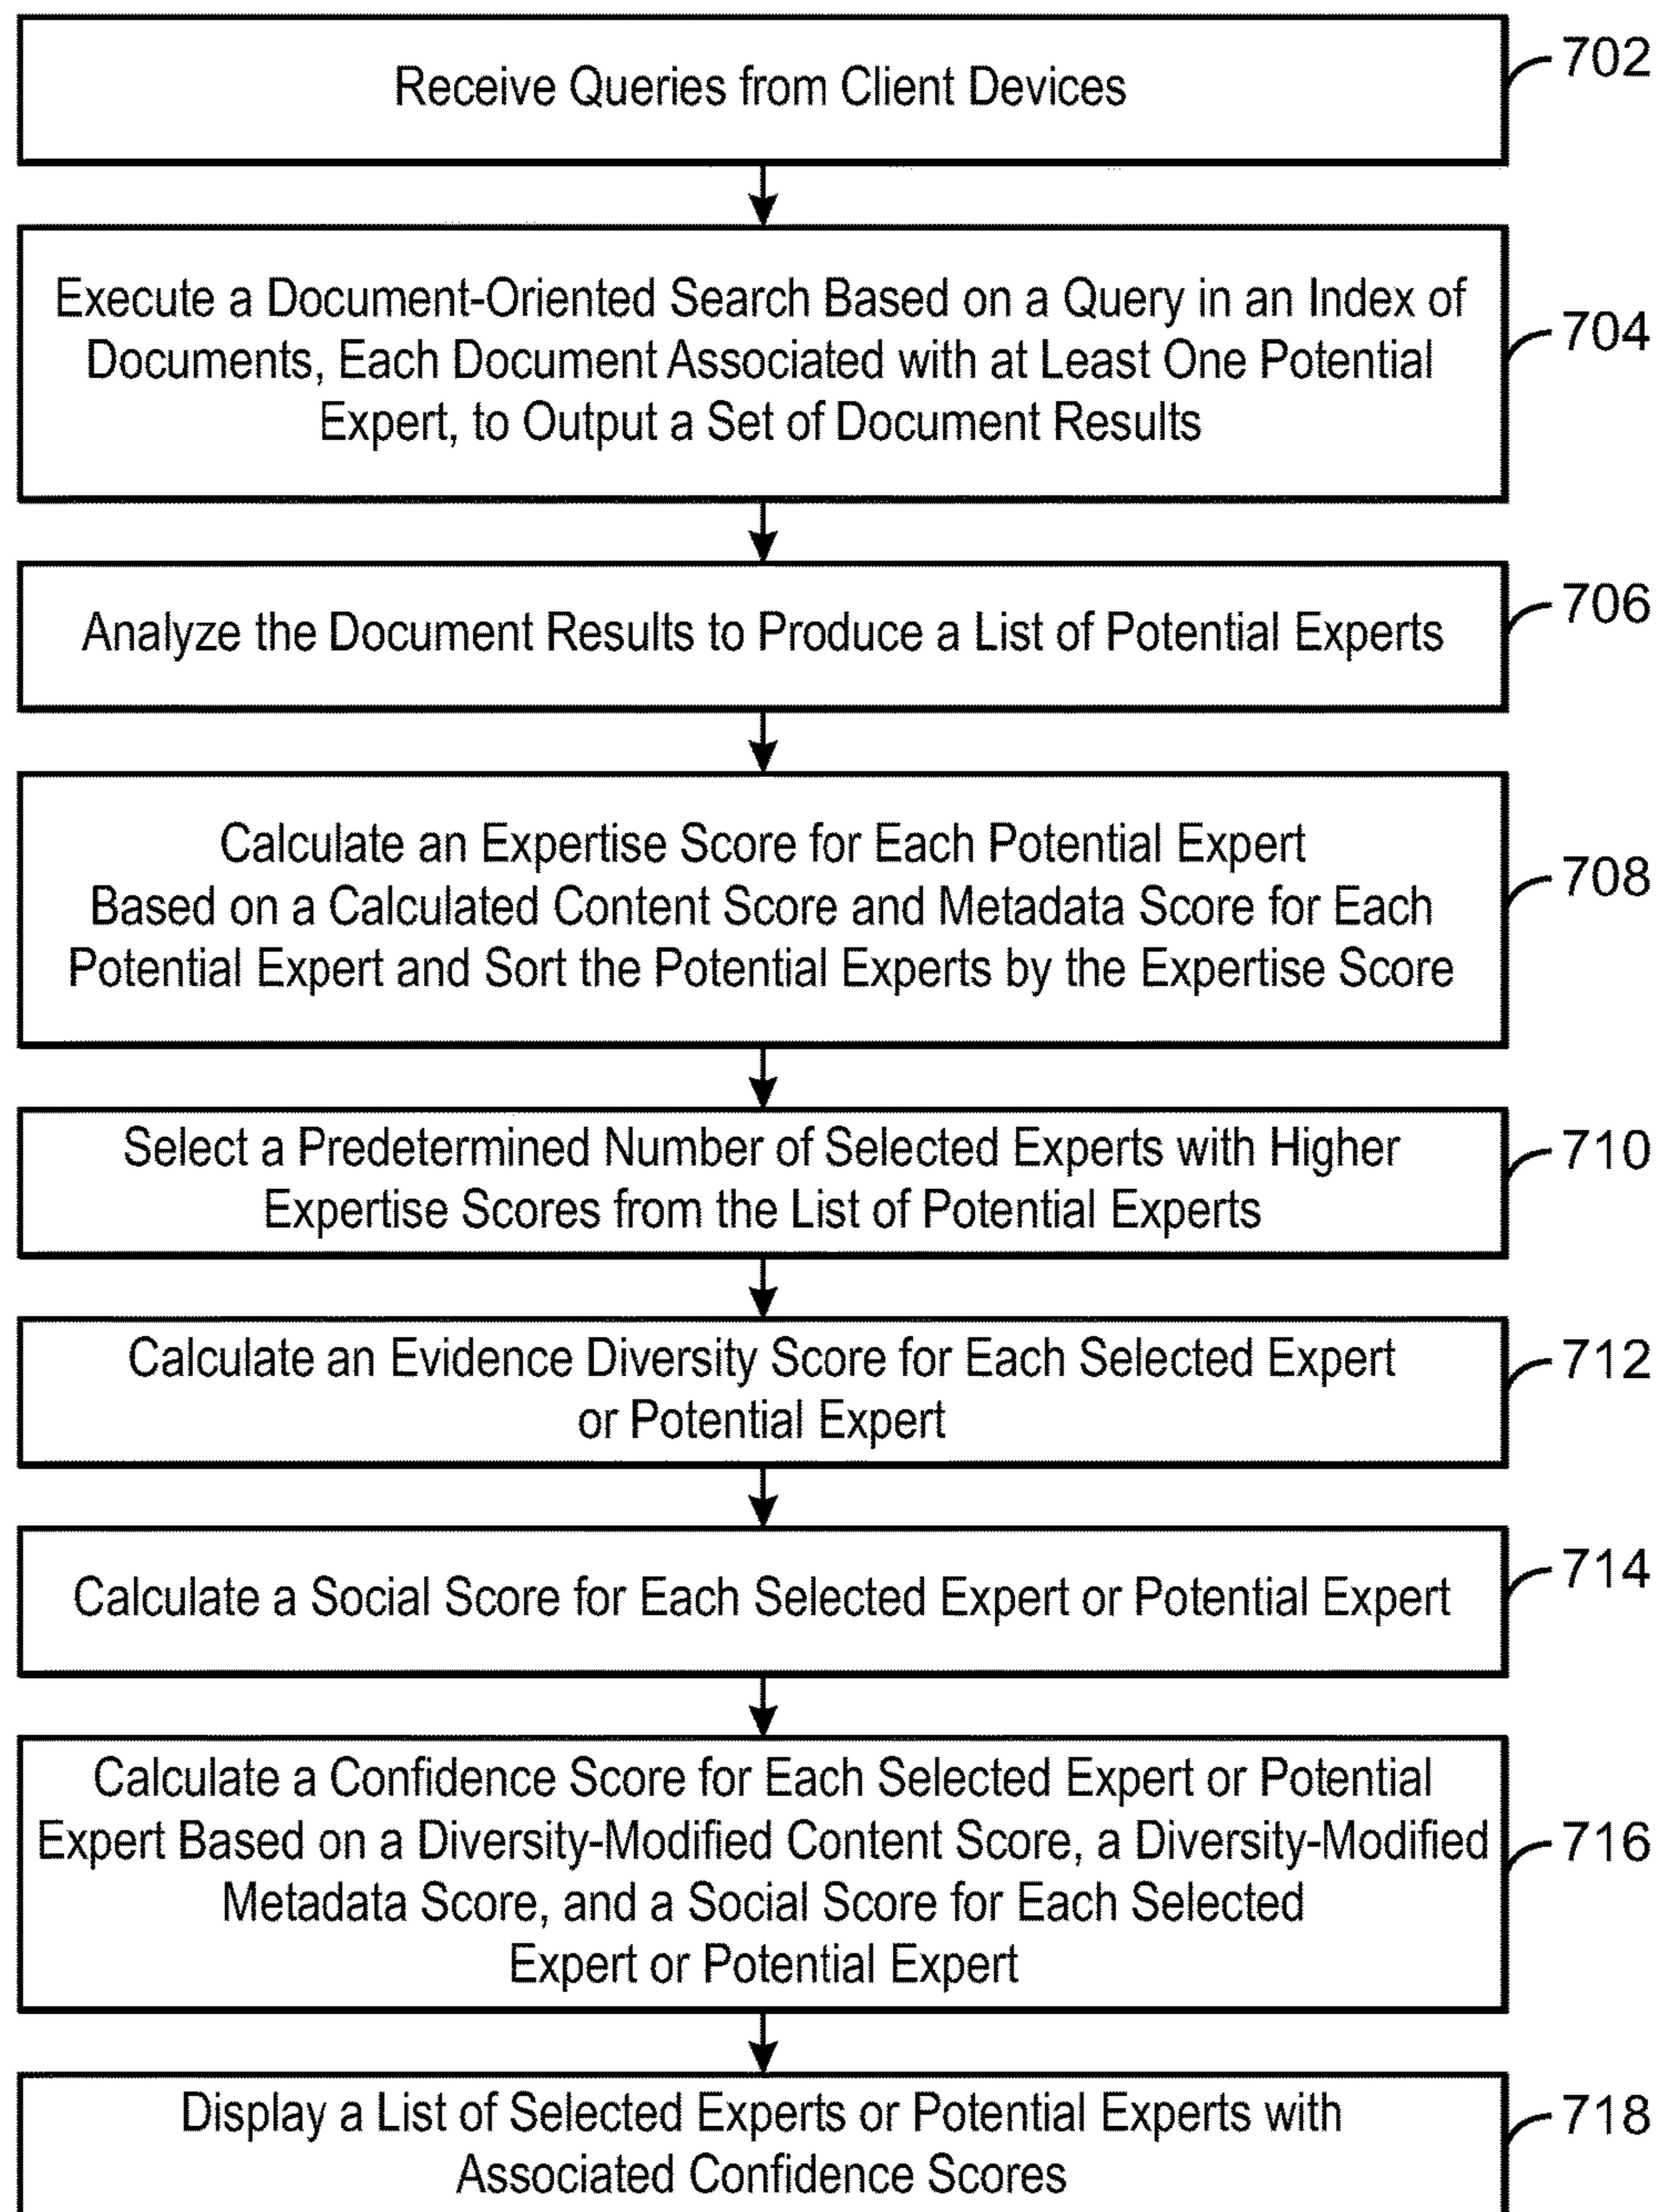 Receive Queries from Client Devices
702
Execute a Document-Oriented Search Based on a Query in an Index of
Documents, Each Document Associated with at Least One Potential
Expert, to Output a Set of Document Results
704
Analyze the Document Results to Produce a List of Potential Experts
706
Calculate an Expertise Score for Each Potential Expert
Based on a Calculated Content Score and Metadata Score for Each
Potential Expert and Sort the Potential Experts by the Expertise Score
708
Select a Predetermined Number of Selected Experts with Higher
Expertise Scores from the List of Potential Experts
710
Calculate an Evidence Diversity Score for Each Selected Expert
or Potential Expert
712
Calculate a Social Score for Each Selected Expert or Potential Expert
714
Calculate a Confidence Score for Each Selected Expert or Potential
Expert Based on a Diversity-Modified Content Score, a Diversity-Modified
Metadata Score, and a Social Score for Each Selected
Expert or Potential Expert
716
Display a List of Selected Experts or Potential Experts with
Associated Confidence Scores
718